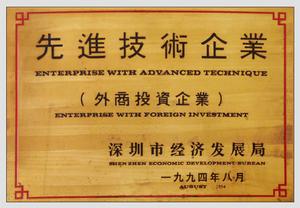 先進技術企業
ENTERPRISE WITH ADVANCED TECHNIQUE
（外商投資企業）
ENTERPRISE WITH FOREIGN INVESTMENT
深圳市经济发展局
SHEN ZHEN ECONOMIC DEVELOPMENT BUREAN
一九九四年八月
AUGUST 1994